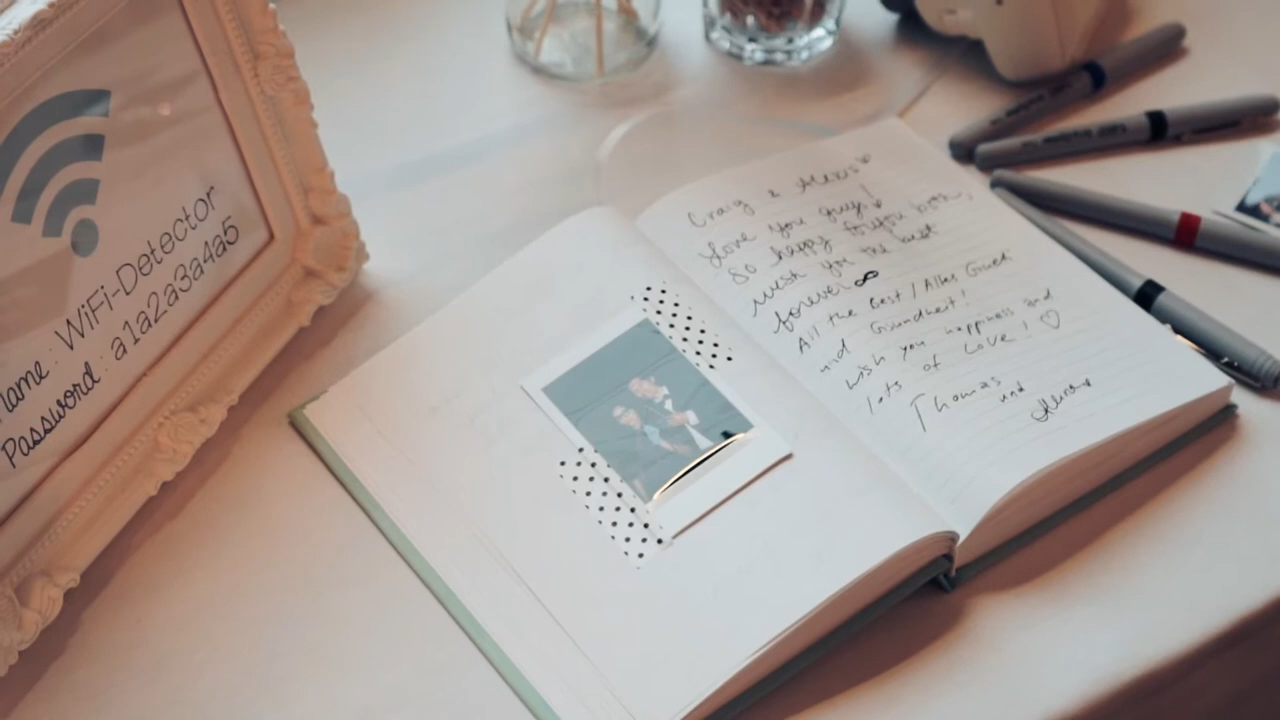 Name: WiFi-Detector
Password: a1a2a3a4a5
Craig & Alexis
Love you guys!
So happy for you both,
wish you the best
forever ∞
All the Best / Alles Gute
und Gesundheit!
wish you happiness and
lots of Love! ♡
Thomas
und